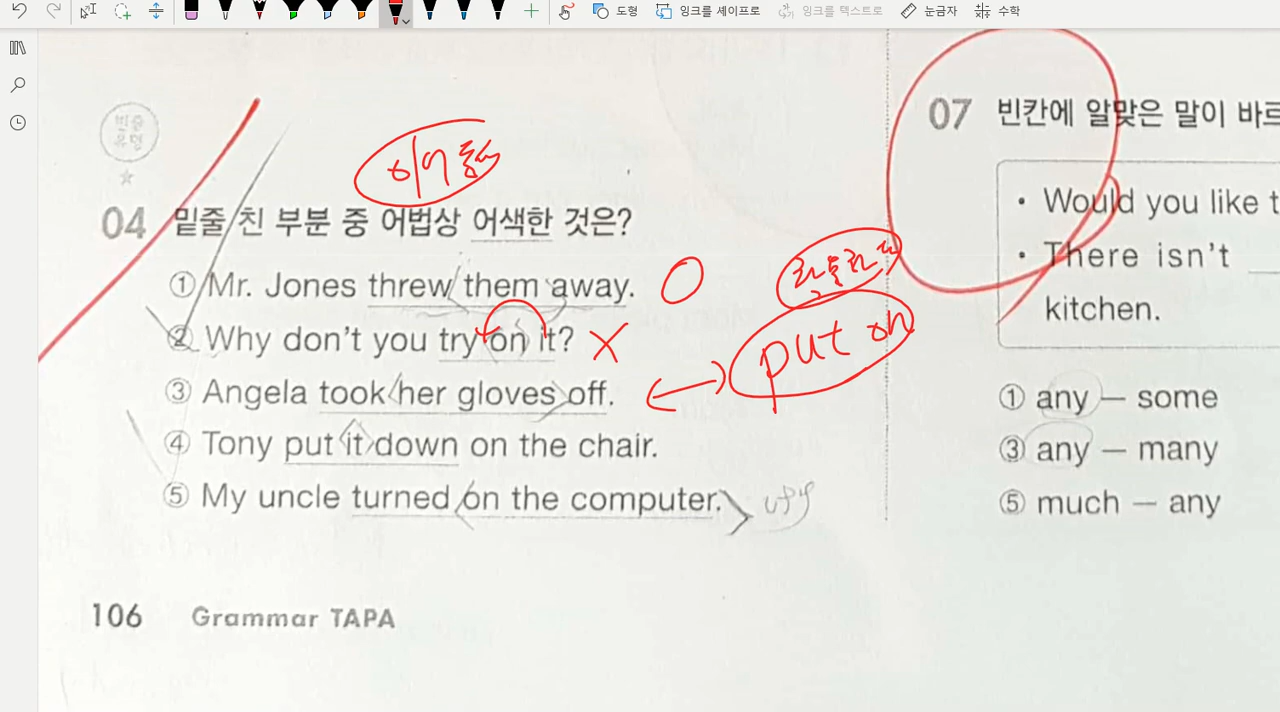 도형
잉크를 셰이프로
잉크를 텍스트로
눈금자
수학
04 밑줄 친 부분 중 어법상 어색한 것은?
① Mr. Jones threw them away.
② Why don't you try on it?
③ Angela took her gloves off.
④ Tony put it down on the chair.
⑤ My uncle turned on the computer.
put on
106 Grammar TAPA
07 빈칸에 알맞은 말이 바르
• Would you like t
• There isn't
kitchen.
① any — some
③ any — many
⑤ much — any